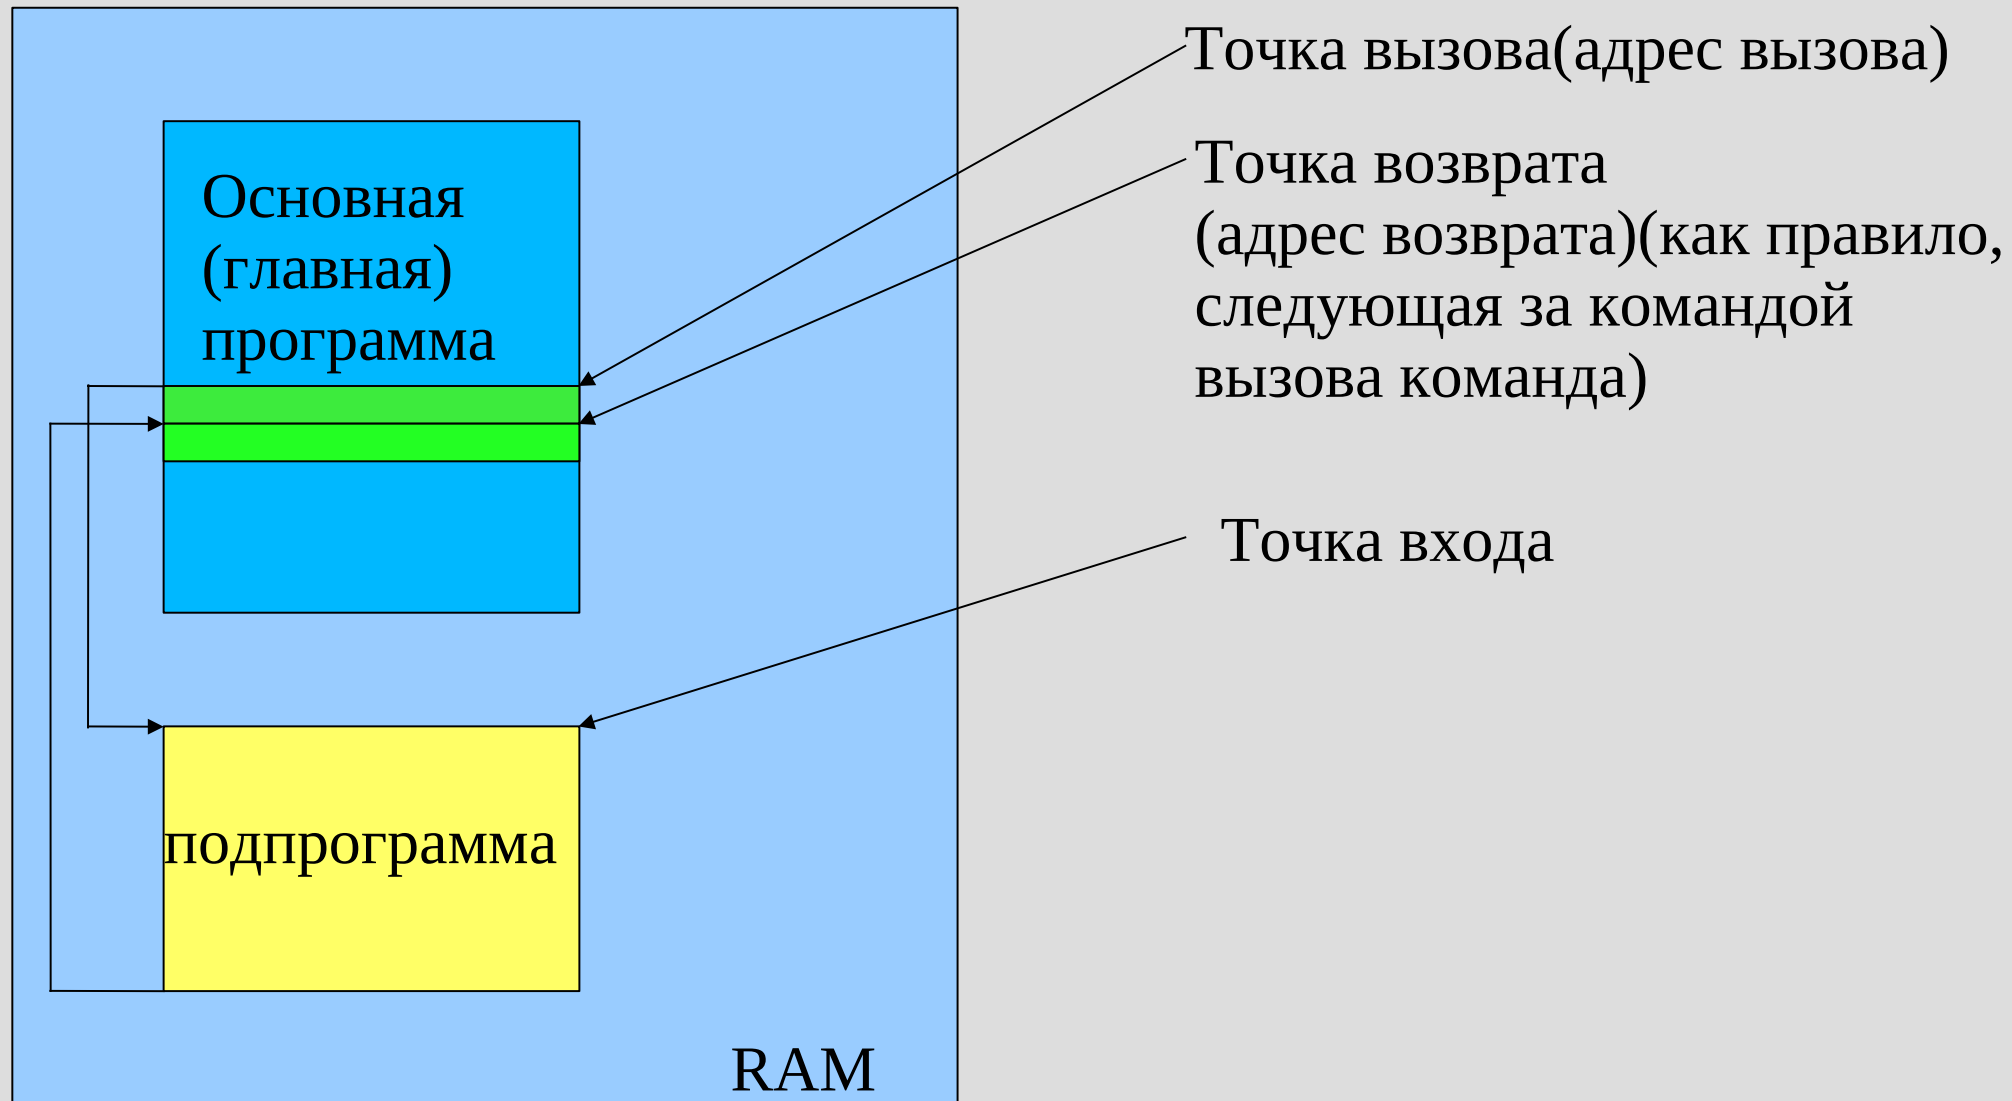 Точка вызова(адрес вызова)
Точка возврата
(адрес возврата)(как правило,
следующая за командой
вызова команда)
Основная
(главная)
программа
Точка входа
подпрограмма
RAM